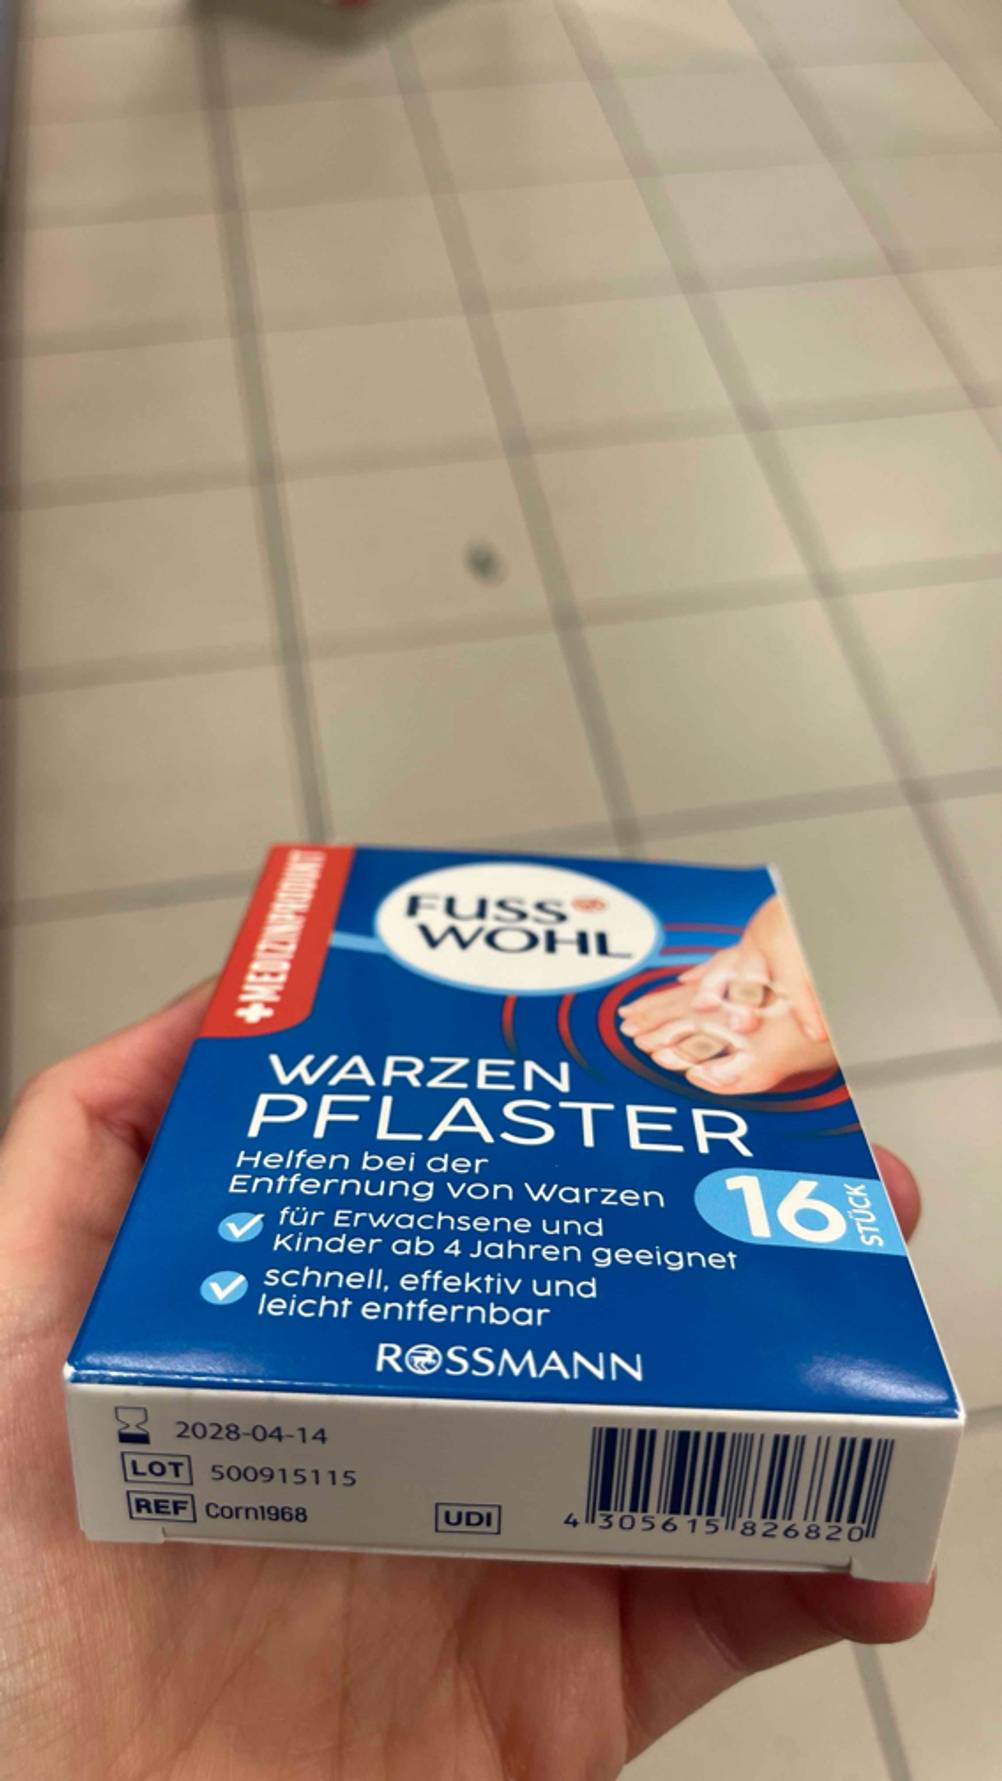 +MEDIZINPRODUKT
FUSS
WOHL
WARZEN
PFLASTER
Helfen bei der
Entfernung von Warzen
für Erwachsene und
Kinder ab 4 Jahren geeignet
schnell, effektiv und
leicht entfernbar
16
STÜCK
ROSSMANN
2028-04-14
LOT 500915115
REF Corn1968
UDI
4 305615 826820